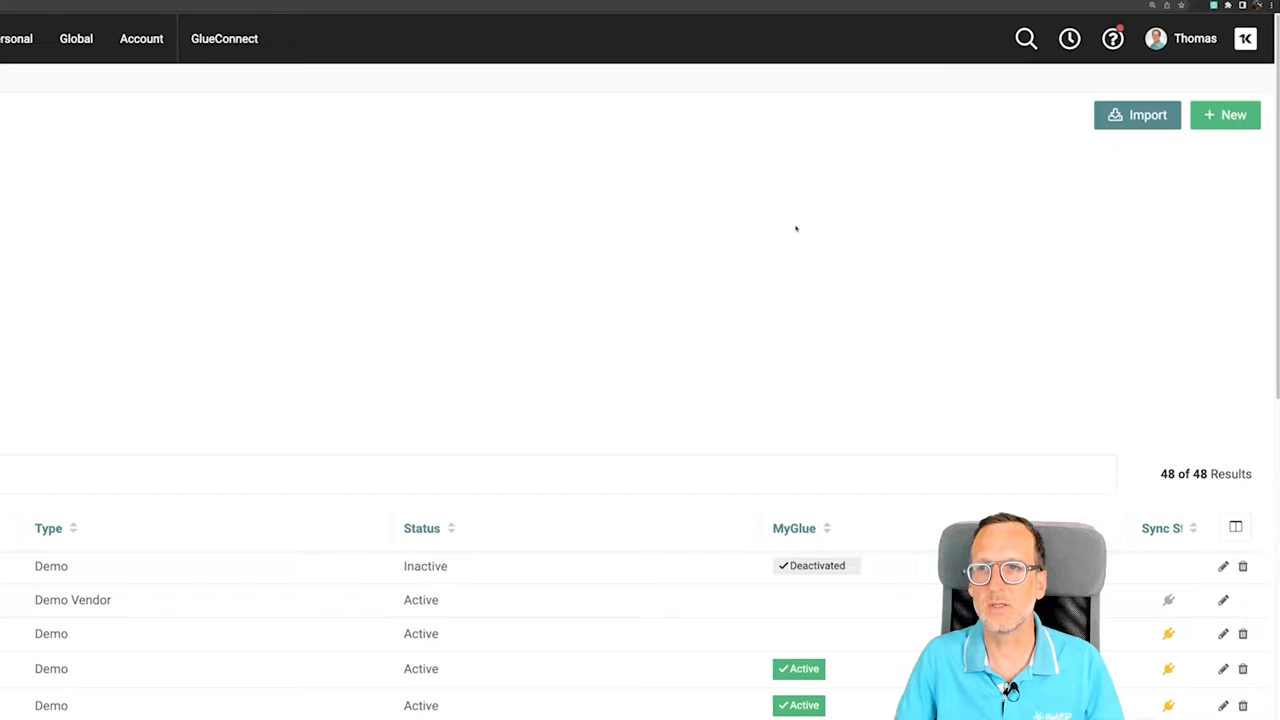 rsonal Global Account GlueConnect Thomas
Import + New
48 of 48 Results
Type Status MyGlue Sync St
Demo Inactive Deactivated
Demo Vendor Active
Demo Active
Demo Active Active
Demo Active Active